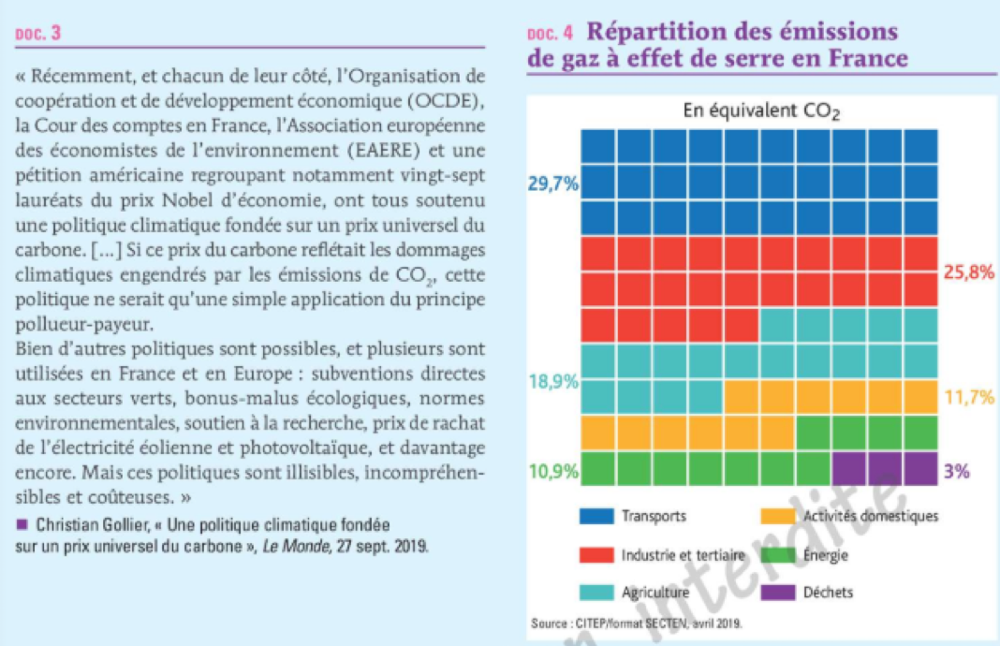 DOC. 3
« Récemment, et chacun de leur côté, l'Organisation de
coopération et de développement économique (OCDE),
la Cour des comptes en France, l'Association européenne
des économistes de l'environnement (EAERE) et une
pétition américaine regroupant notamment vingt-sept
lauréats du prix Nobel d'économie, ont tous soutenu
une politique climatique fondée sur un prix universel du
carbone. [...] Si ce prix du carbone reflétait les dommages
climatiques engendrés par les émissions de CO₂, cette
politique ne serait qu'une simple application du principe
pollueur-payeur.
Bien d'autres politiques sont possibles, et plusieurs sont
utilisées en France et en Europe : subventions directes
aux secteurs verts, bonus-malus écologiques, normes
environnementales, soutien à la recherche, prix de rachat
de l'électricité éolienne et photovoltaïque, et davantage
encore. Mais ces politiques sont illisibles, incompréhen-
sibles et coûteuses. »
Christian Gollier, « Une politique climatique fondée
sur un prix universel du carbone », Le Monde, 27 sept. 2019.
DOC. 4 Répartition des émissions
de gaz à effet de serre en France
En équivalent CO₂
29,7%
25,8%
18,9%
11,7%
10,9%
3%
Transports
Activités domestiques
Industrie et tertiaire
Énergie
Agriculture
Déchets
Source : CITEP/format SECTEN, avril 2019.
interdite